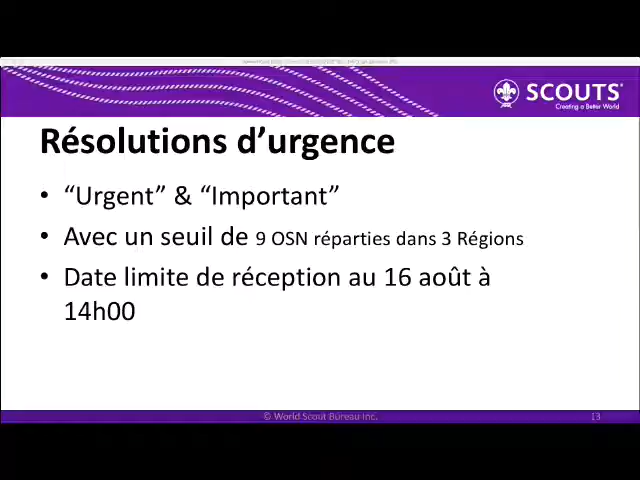 SCOUTS
Creating a Better World
Résolutions d’urgence
• “Urgent” & “Important”
• Avec un seuil de 9 OSN réparties dans 3 Régions
• Date limite de réception au 16 août à
14h00
© World Scout Bureau Inc.
13